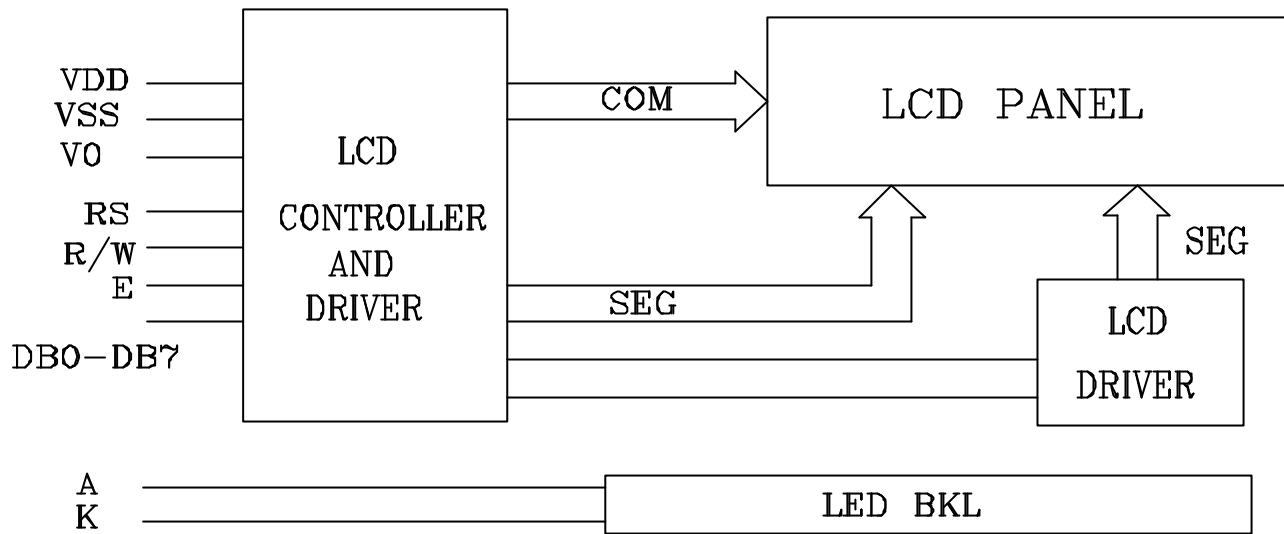 VDD
VSS
V0
RS
R/W
E
DB0-DB7
LCD
CONTROLLER
AND
DRIVER
COM
SEG
LCD PANEL
SEG
LCD
DRIVER
A
K
LED BKL